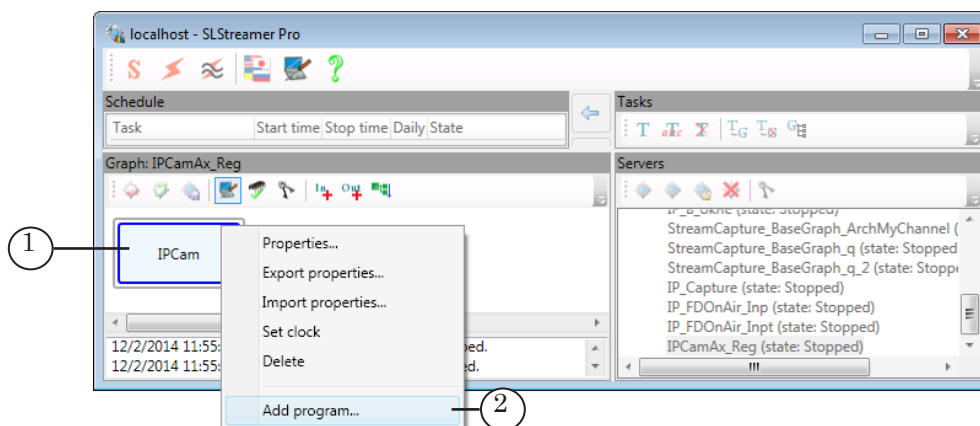 localhost - SLStreamer Pro
Schedule
Task Start time Stop time Daily State
Tasks
Graph: IPCamAx_Reg
In Out
Servers
IPCam
1
Properties...
Export properties...
Import properties...
Set clock
Delete
Add program...
2
StreamCapture_BaseGraph_ArchMyChannel (
StreamCapture_BaseGraph_q (state: Stopped
StreamCapture_BaseGraph_q_2 (state: Stoppe
IP_Capture (state: Stopped)
IP_FDOnAir_Inp (state: Stopped)
IP_FDOnAir_Inpt (state: Stopped)
IPCamAx_Reg (state: Stopped)
12/2/2014 11:55: ped.
12/2/2014 11:55: d.